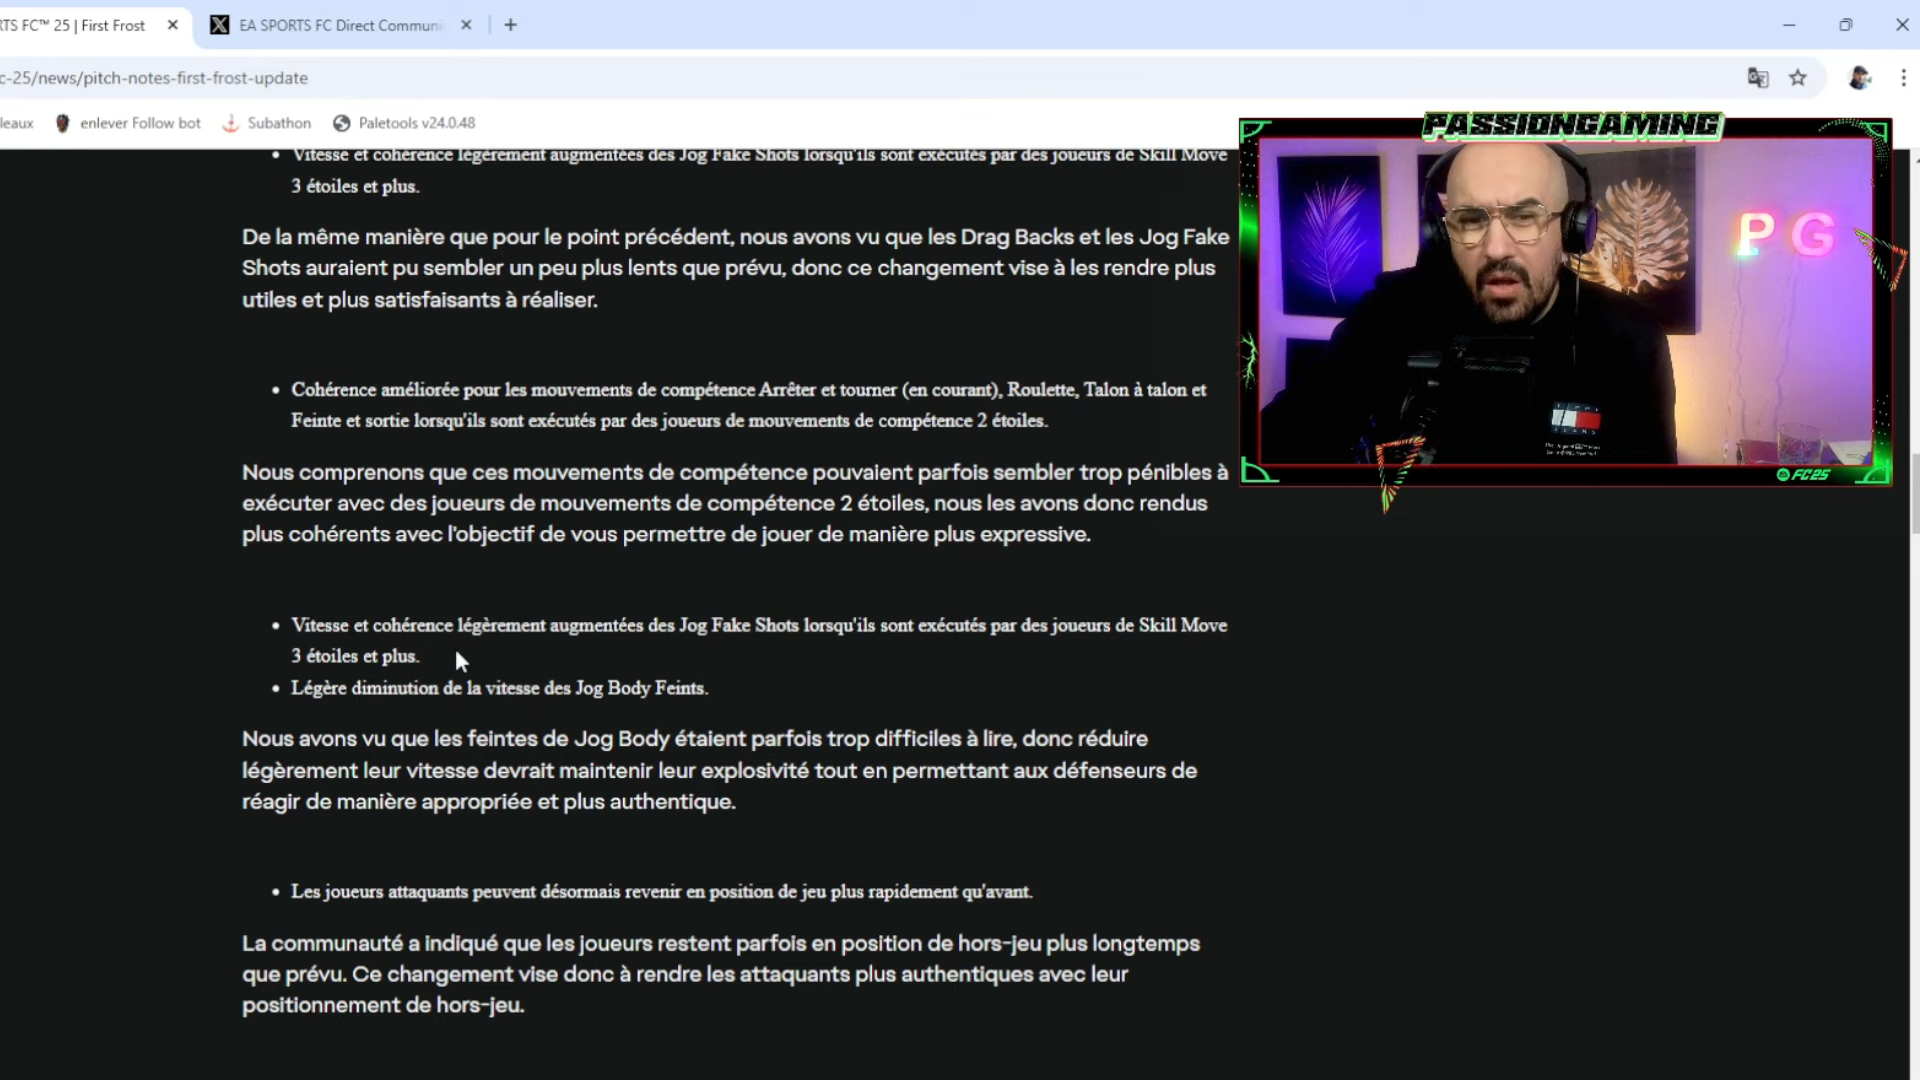 RTS FC™ 25 | First Frost
EA SPORTS FC Direct Communi
c-25/news/pitch-notes-first-frost-update
leaux enlever Follow bot Subathon Paletools v24.0.48
PASSIONGAMING
• Vitesse et cohérence légèrement augmentées des Jog Fake Shots lorsqu'ils sont exécutés par des joueurs de Skill Move
3 étoiles et plus.
De la même manière que pour le point précédent, nous avons vu que les Drag Backs et les Jog Fake
Shots auraient pu sembler un peu plus lents que prévu, donc ce changement vise à les rendre plus
utiles et plus satisfaisants à réaliser.
P G
• Cohérence améliorée pour les mouvements de compétence Arrêter et tourner (en courant), Roulette, Talon à talon et
Feinte et sortie lorsqu'ils sont exécutés par des joueurs de mouvements de compétence 2 étoiles.
Nous comprenons que ces mouvements de compétence pouvaient parfois sembler trop pénibles à
exécuter avec des joueurs de mouvements de compétence 2 étoiles, nous les avons donc rendus
plus cohérents avec l'objectif de vous permettre de jouer de manière plus expressive.
FC25
• Vitesse et cohérence légèrement augmentées des Jog Fake Shots lorsqu'ils sont exécutés par des joueurs de Skill Move
3 étoiles et plus.
• Légère diminution de la vitesse des Jog Body Feints.
Nous avons vu que les feintes de Jog Body étaient parfois trop difficiles à lire, donc réduire
légèrement leur vitesse devrait maintenir leur explosivité tout en permettant aux défenseurs de
réagir de manière appropriée et plus authentique.
• Les joueurs attaquants peuvent désormais revenir en position de jeu plus rapidement qu'avant.
La communauté a indiqué que les joueurs restent parfois en position de hors-jeu plus longtemps
que prévu. Ce changement vise donc à rendre les attaquants plus authentiques avec leur
positionnement de hors-jeu.